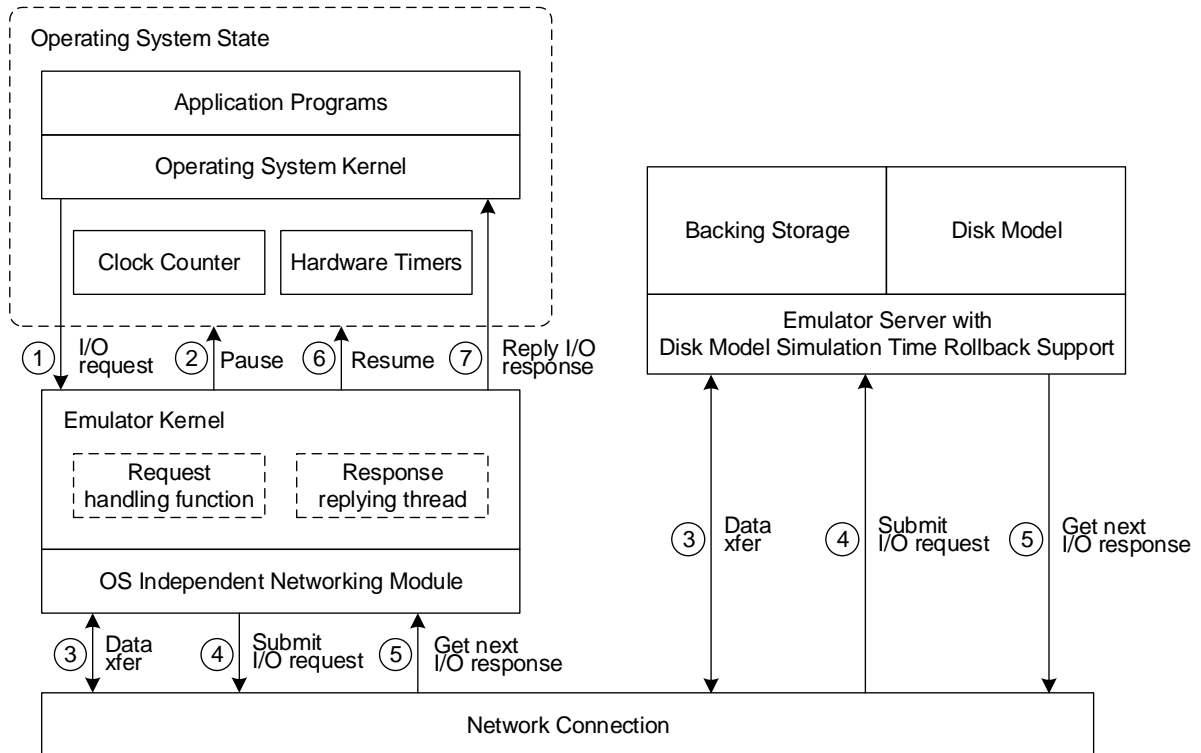 Operating System State
Application Programs
Operating System Kernel
Clock Counter
Hardware Timers
1
I/O
request
2
Pause
6
Resume
7
Reply I/O
response
Emulator Kernel
Request
handling function
Response
replying thread
OS Independent Networking Module
3
Data
xfer
4
Submit
I/O request
5
Get next
I/O response
Backing Storage
Disk Model
Emulator Server with
Disk Model Simulation Time Rollback Support
3
Data
xfer
4
Submit
I/O request
5
Get next
I/O response
Network Connection